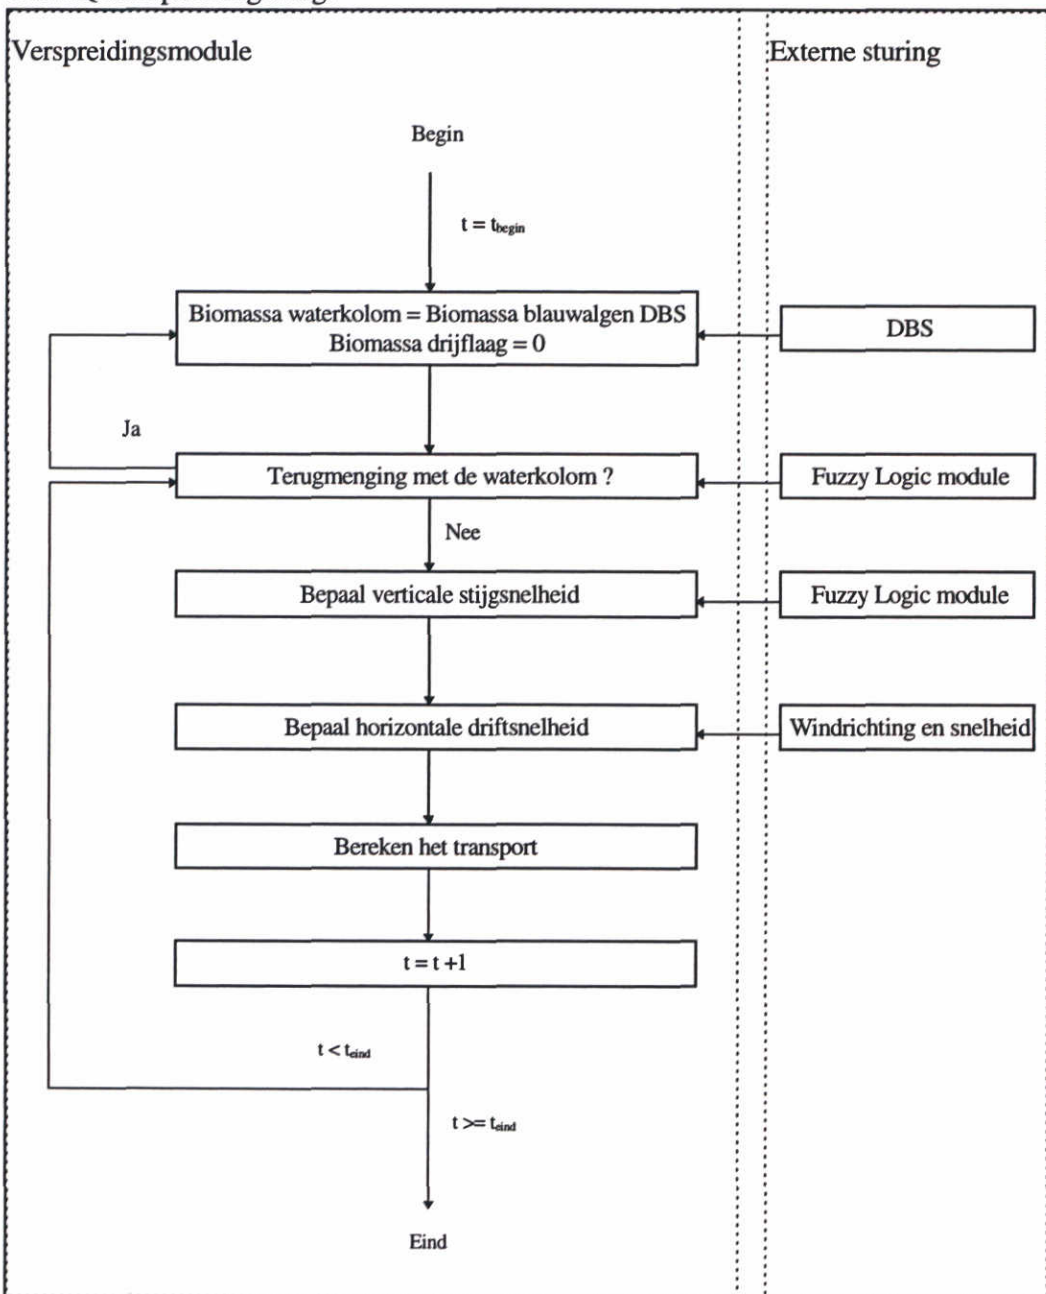 Verspreidingsmodule
Externe sturing
Begin
t = tbegin
Biomassa waterkolom = Biomassa blauwalgen DBS
Biomassa drijflaag = 0
DBS
Ja
Terugmenging met de waterkolom ?
Fuzzy Logic module
Nee
Bepaal verticale stijgsnelheid
Fuzzy Logic module
Bepaal horizontale driftsnelheid
Windrichting en snelheid
Bereken het transport
t = t +1
t < teind
t >= teind
Eind